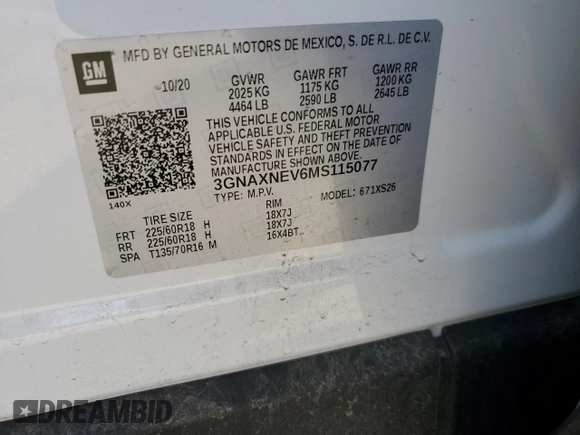 GM
MFD BY GENERAL MOTORS DE MEXICO, S. DE R.L. DE C.V.
10/20 GVWR GAWR FRT GAWR RR
2025 KG 1175 KG 1200 KG
4464 LB 2590 LB 2645 LB
THIS VEHICLE CONFORMS TO ALL
APPLICABLE U.S. FEDERAL MOTOR
VEHICLE SAFETY AND THEFT PREVENTION
STANDARDS IN EFFECT ON THE DATE OF
MANUFACTURE SHOWN ABOVE.
3GNAXNEV6MS115077
140X TYPE: M.P.V. MODEL: 671XS26
TIRE SIZE RIM
FRT 225/60R18 H 18X7J
RR 225/60R18 H 18X7J
SPA T135/70R16 M 16X4BT
DREAMBID